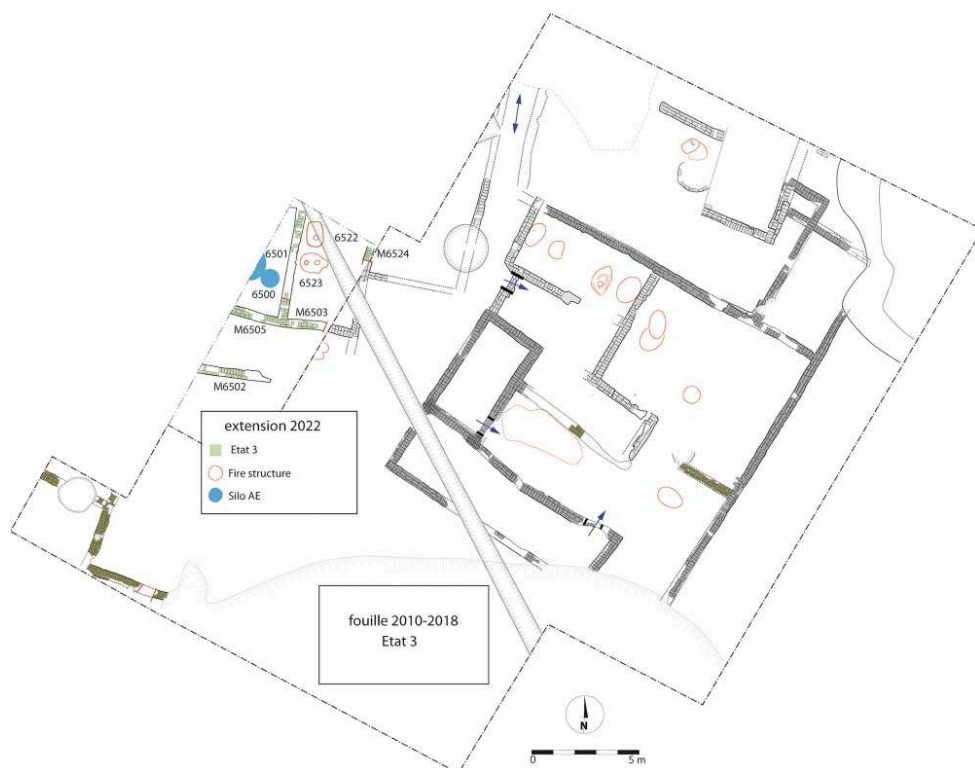 6522
6501
M6524
6523
6500
M6503
M6505
M6502
extension 2022
Etat 3
Fire structure
Silo AE
fouille 2010-2018
Etat 3
N
0 5 m